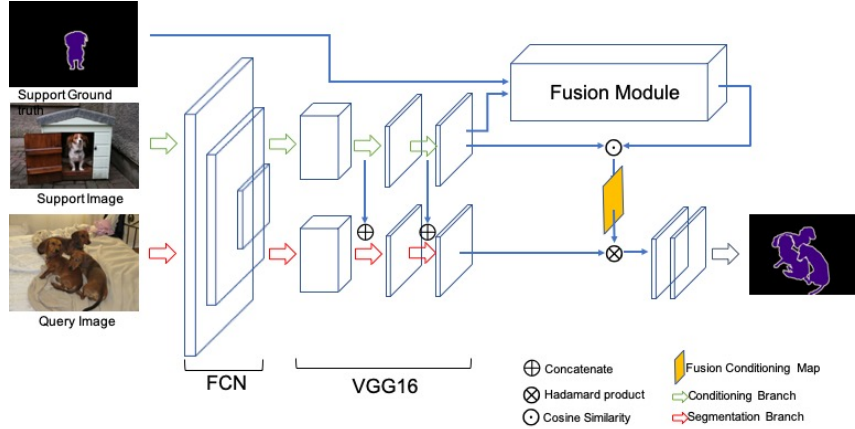 Support Ground
truth
Support Image
Query Image
Fusion Module
FCN
VGG16
Concatenate
Hadamard product
Cosine Similarity
Fusion Conditioning Map
Conditioning Branch
Segmentation Branch